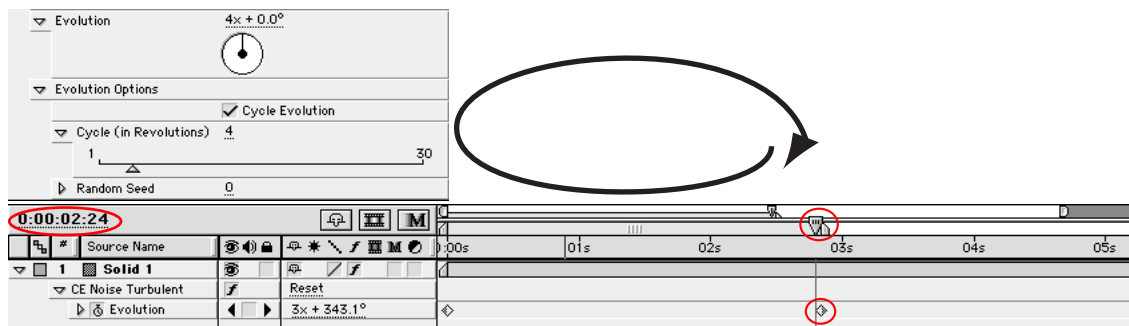 Evolution 4x + 0.0°
Evolution Options
Cycle Evolution
Cycle (in Revolutions) 4
1 30
Random Seed 0
0:00:02:24 M
# Source Name M :00s 01s 02s 03s 04s 05s
1 Solid 1
CE Noise Turbulent f Reset
Evolution 3x + 343.1°